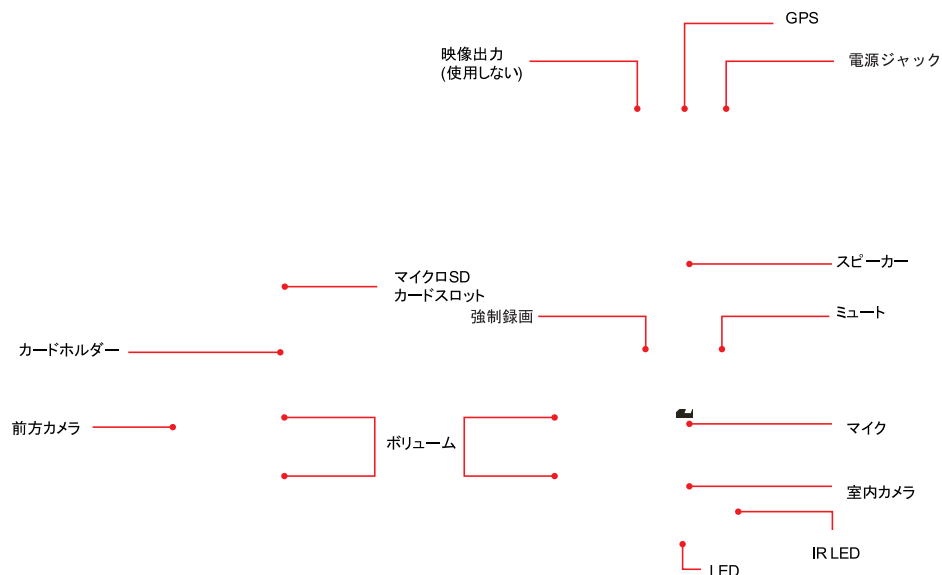 GPS
映像出力
(使用しない)
電源ジャック
スピーカー
マイクロSD
カードスロット
強制録画
ミュート
カードホルダー
前方カメラ
ボリューム
マイク
室内カメラ
IR LED
LED